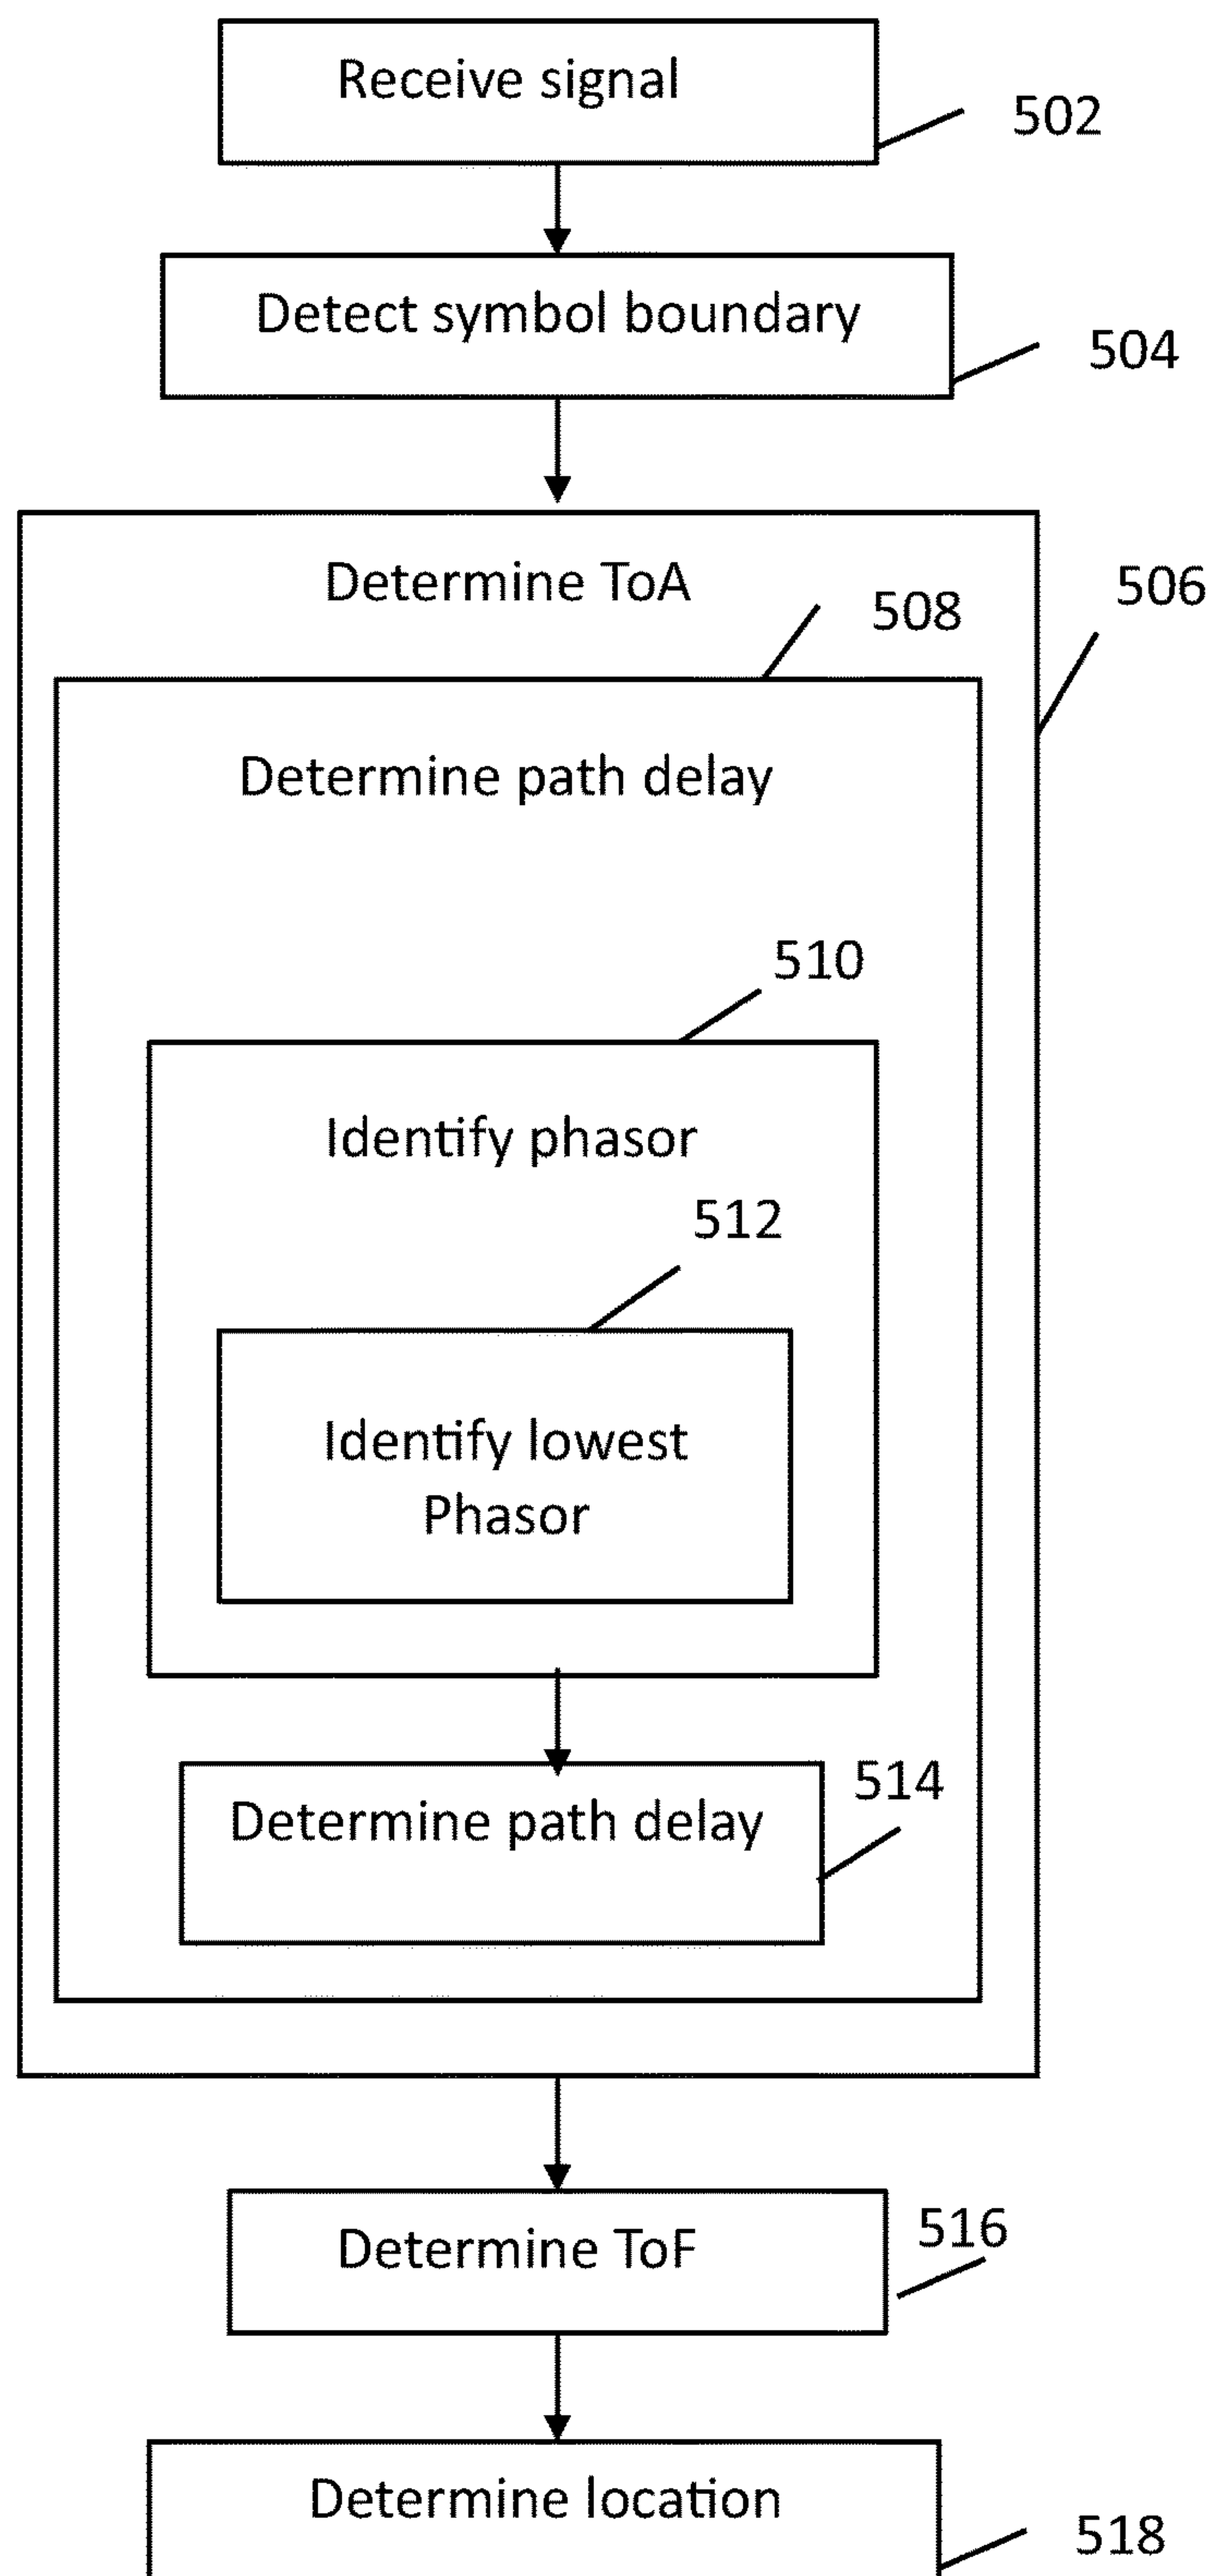 Receive signal
502
Detect symbol boundary
504
Determine ToA
506
508
Determine path delay
510
Identify phasor
512
Identify lowest
Phasor
514
Determine path delay
Determine ToF
516
Determine location
518